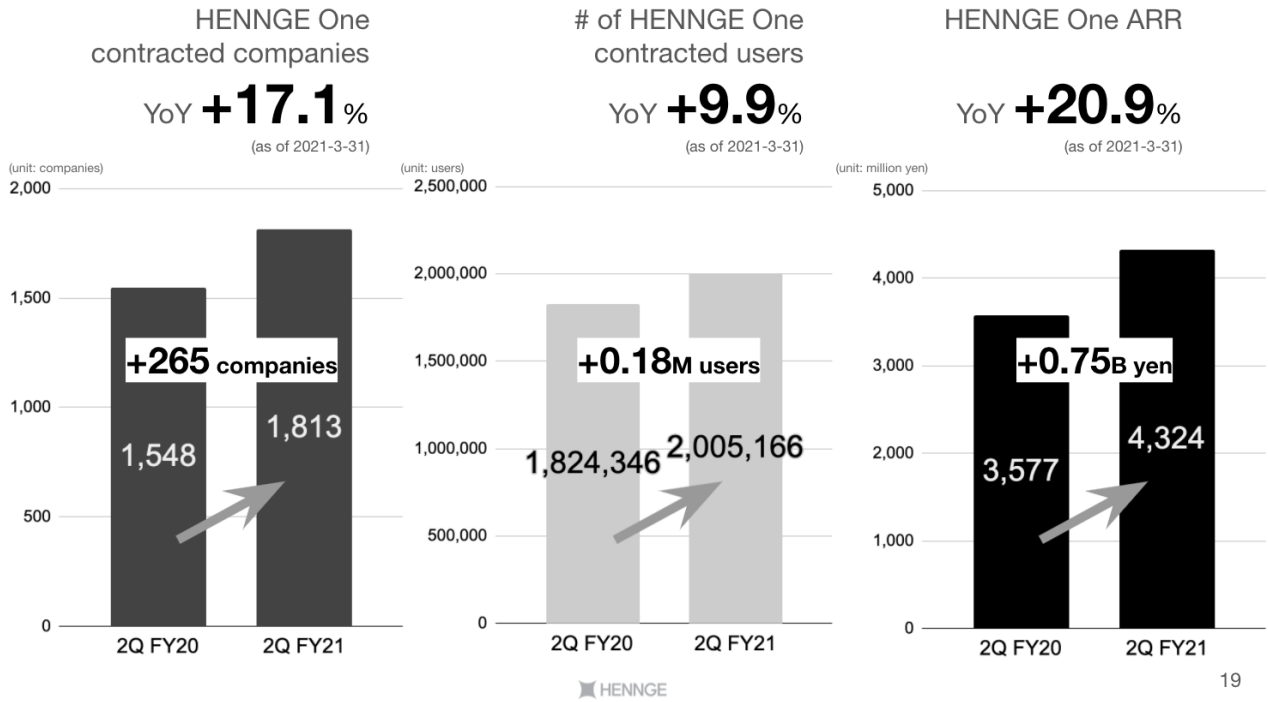 HENNGE One
contracted companies
YoY +17.1%
(as of 2021-3-31)
(unit: companies)
2,000
1,500
1,000
500
0
+265 companies
1,548
1,813
2Q FY20
2Q FY21
# of HENNGE One
contracted users
YoY +9.9%
(as of 2021-3-31)
(unit: users)
2,500,000
2,000,000
1,500,000
1,000,000
500,000
0
+0.18M users
1,824,346
2,005,166
2Q FY20
2Q FY21
HENNGE One ARR
YoY +20.9%
(as of 2021-3-31)
(unit: million yen)
5,000
4,000
3,000
2,000
1,000
0
+0.75B yen
3,577
4,324
2Q FY20
2Q FY21
HENNGE
19